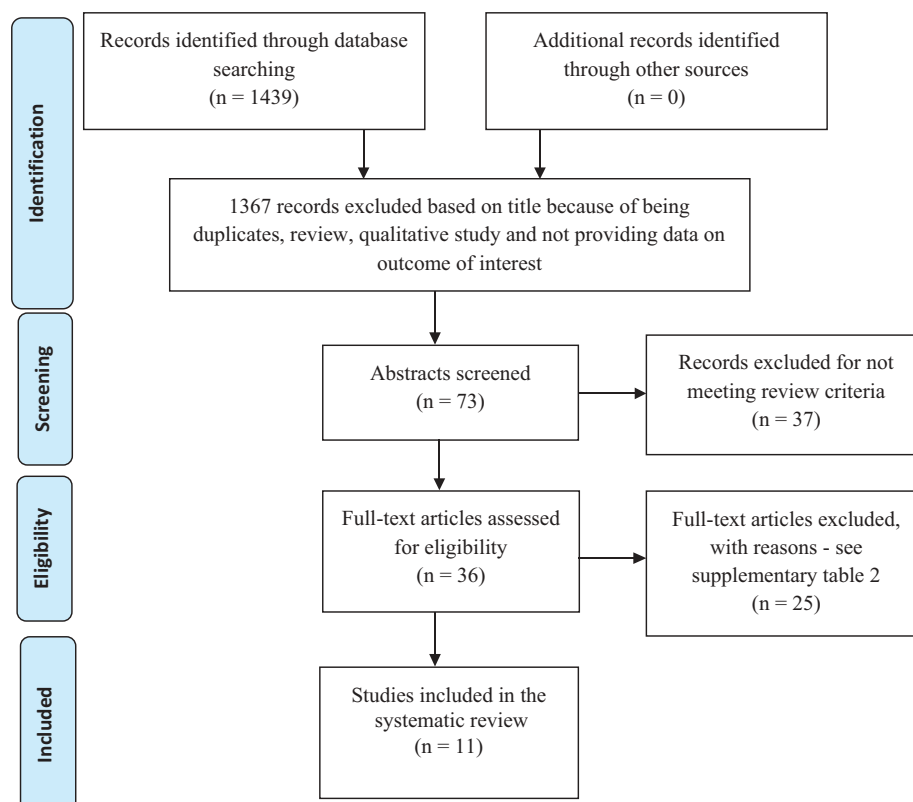 Identification
Records identified through database
searching
(n = 1439)
Additional records identified
through other sources
(n = 0)
1367 records excluded based on title because of being
duplicates, review, qualitative study and not providing data on
outcome of interest
Screening
Abstracts screened
(n = 73)
Records excluded for not
meeting review criteria
(n = 37)
Eligibility
Full-text articles assessed
for eligibility
(n = 36)
Full-text articles excluded,
with reasons - see
supplementary table 2
(n = 25)
Included
Studies included in the
systematic review
(n = 11)